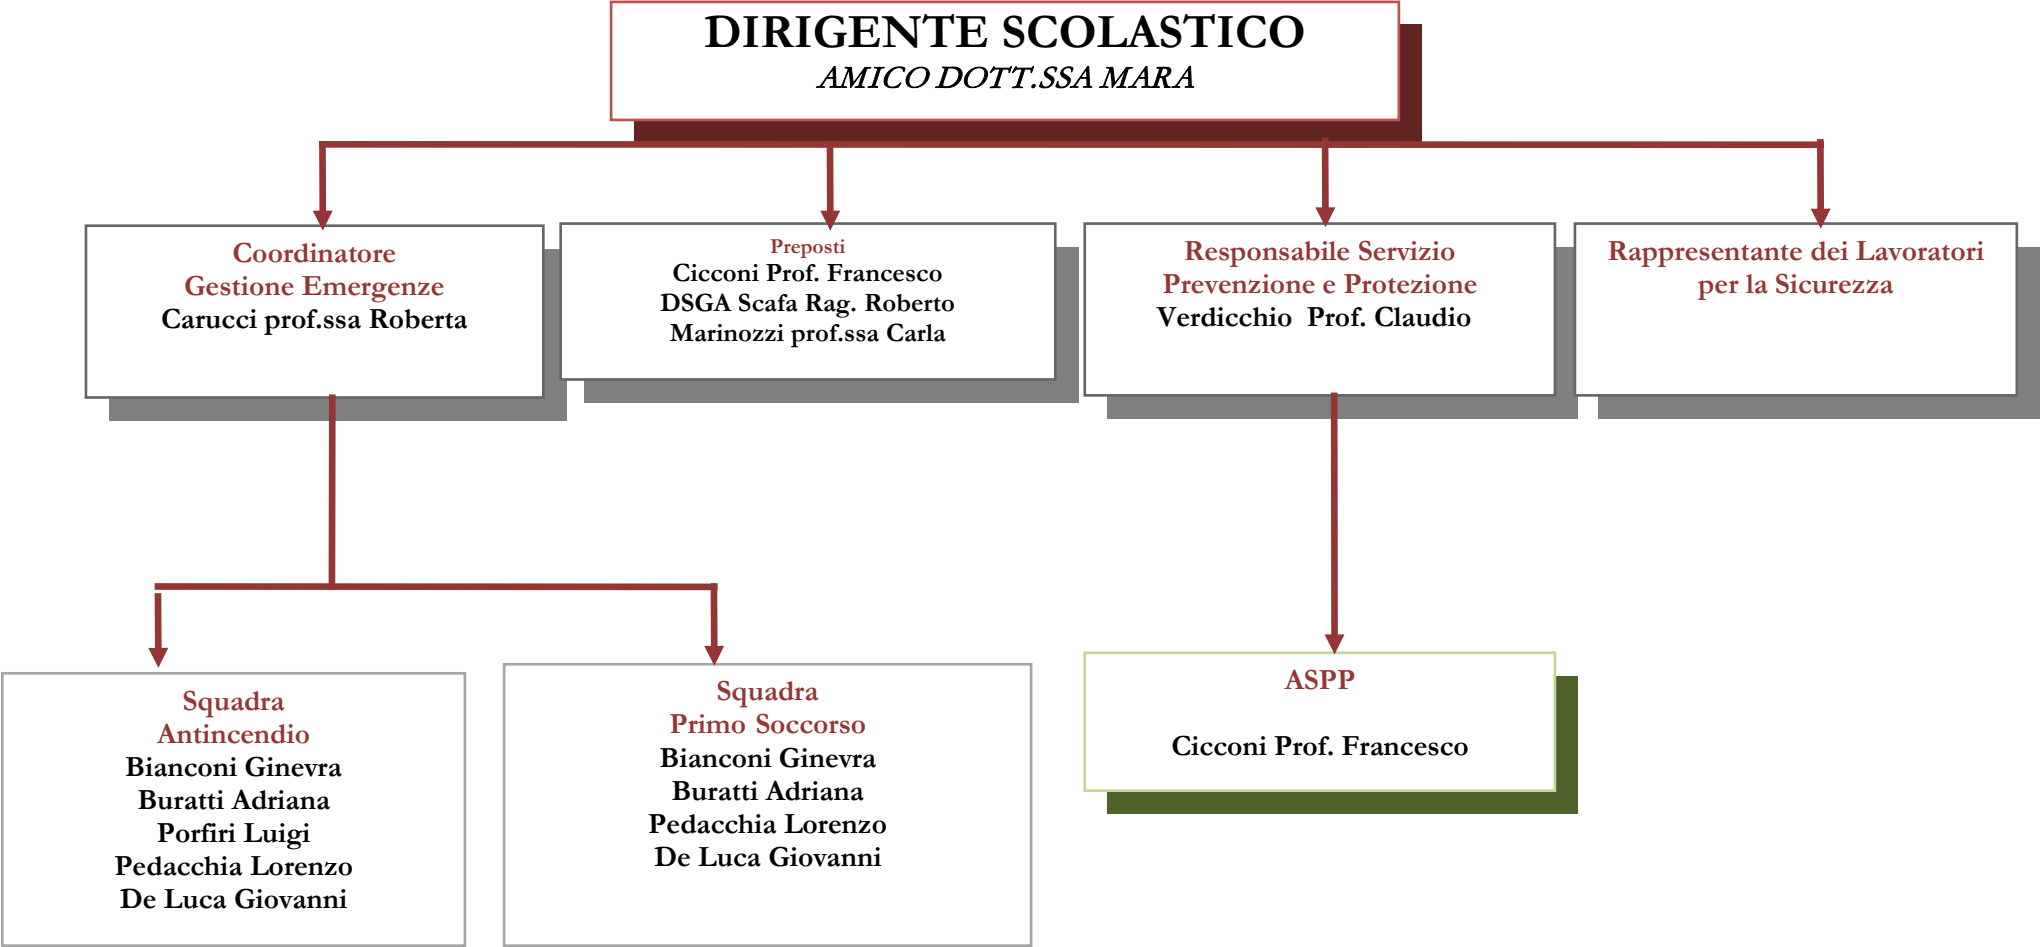 DIRIGENTE SCOLASTICO
AMICO DOTT.SSA MARA
Coordinatore
Gestione Emergenze
Carucci prof.ssa Roberta
Preposti
Cicconi Prof. Francesco
DSGA Scafa Rag. Roberto
Marinozzi prof.ssa Carla
Responsabile Servizio
Prevenzione e Protezione
Verdicchio Prof. Claudio
Rappresentante dei Lavoratori
per la Sicurezza
Squadra
Antincendio
Bianconi Ginevra
Buratti Adriana
Porfiri Luigi
Pedacchia Lorenzo
De Luca Giovanni
Squadra
Primo Soccorso
Bianconi Ginevra
Buratti Adriana
Pedacchia Lorenzo
De Luca Giovanni
ASPP
Cicconi Prof. Francesco